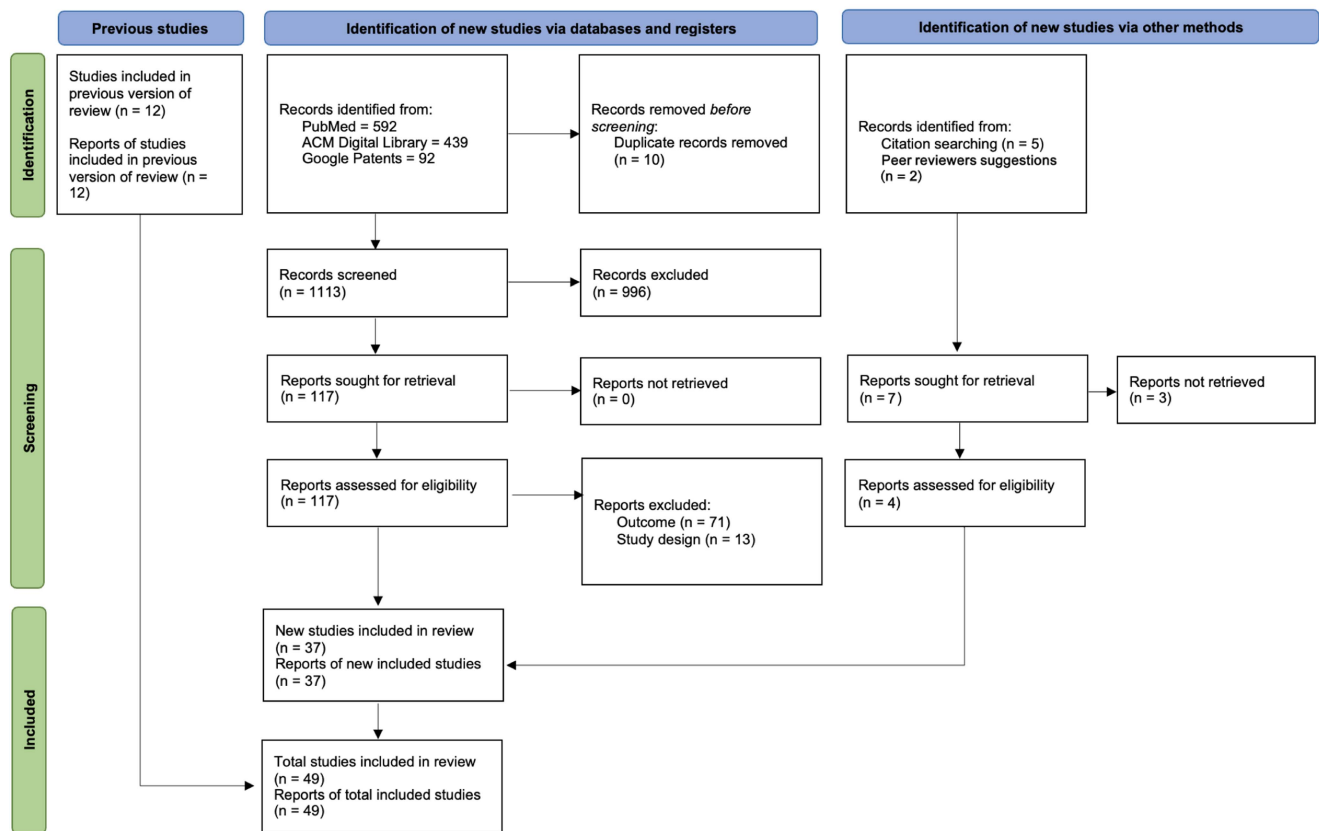 Previous studies
Identification of new studies via databases and registers
Identification of new studies via other methods
Identification
Studies included in
previous version of
review (n = 12)
Reports of studies
included in previous
version of review (n =
12)
Records identified from:
PubMed = 592
ACM Digital Library = 439
Google Patents = 92
Records removed before
screening:
Duplicate records removed
(n = 10)
Records identified from:
Citation searching (n = 5)
Peer reviewers suggestions
(n = 2)
Screening
Records screened
(n = 1113)
Records excluded
(n = 996)
Reports sought for retrieval
(n = 117)
Reports not retrieved
(n = 0)
Reports sought for retrieval
(n = 7)
Reports not retrieved
(n = 3)
Reports assessed for eligibility
(n = 117)
Reports excluded:
Outcome (n = 71)
Study design (n = 13)
Reports assessed for eligibility
(n = 4)
Included
New studies included in review
(n = 37)
Reports of new included studies
(n = 37)
Total studies included in review
(n = 49)
Reports of total included studies
(n = 49)